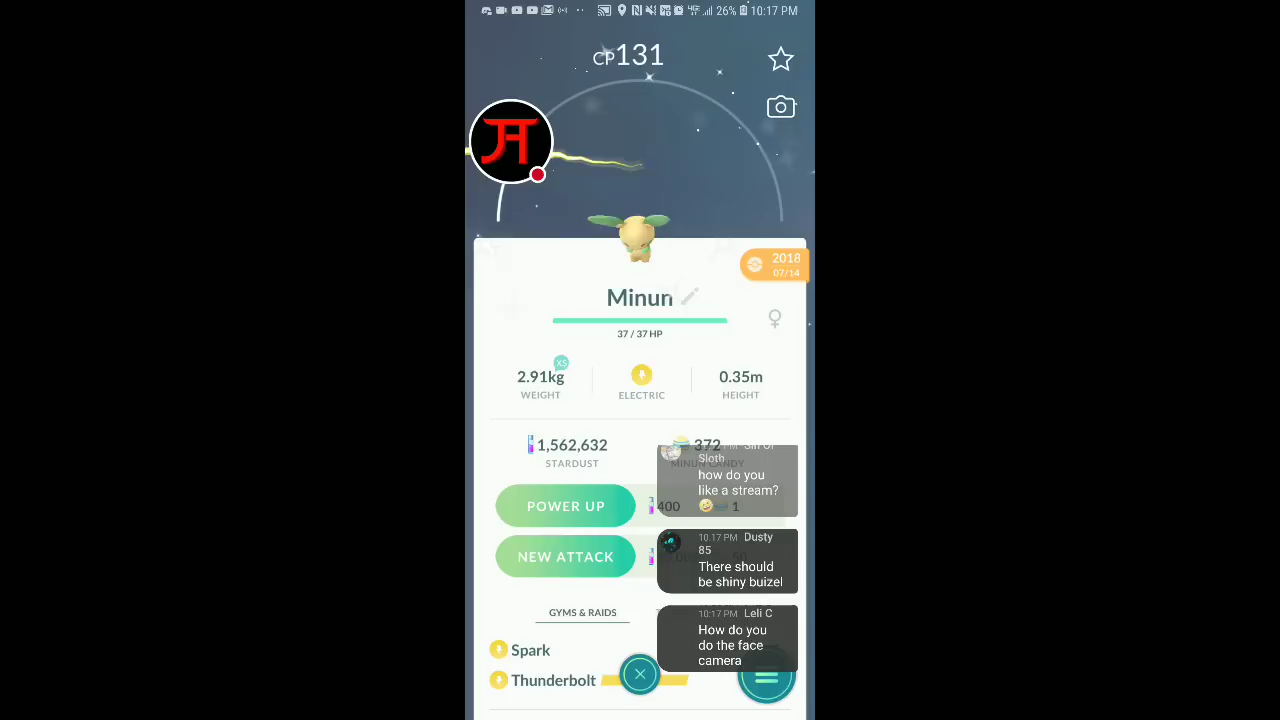 26% 10:17 PM
CP131
2018
07/14
Minun
37 / 37 HP
XS
2.91kg
WEIGHT
ELECTRIC
0.35m
HEIGHT
1,562,632
STARDUST
372
MINUN CANDY
Sloth
how do you
like a stream?
POWER UP
400
1
NEW ATTACK
10:17 PM Dusty
85
There should
be shiny buizel
GYMS & RAIDS
10:17 PM Leli C
How do you
do the face
camera
Spark
Thunderbolt